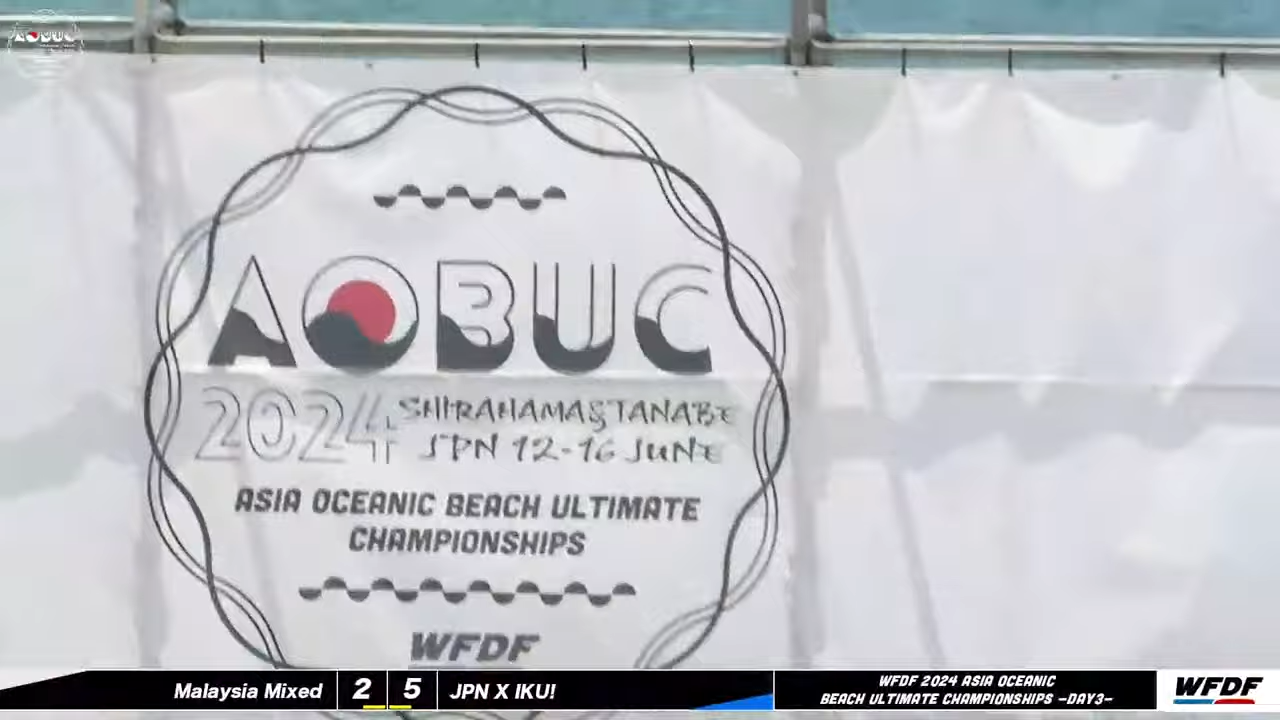 AOBUC
AOBUC
2024 SHIRAHAMA&TANABE
JPN 12-16 JUNE
ASIA OCEANIC BEACH ULTIMATE
CHAMPIONSHIPS
WFDF
Malaysia Mixed 2 5 JPN X IKU!
WFDF 2024 ASIA OCEANIC
BEACH ULTIMATE CHAMPIONSHIPS -DAY3-
WFDF